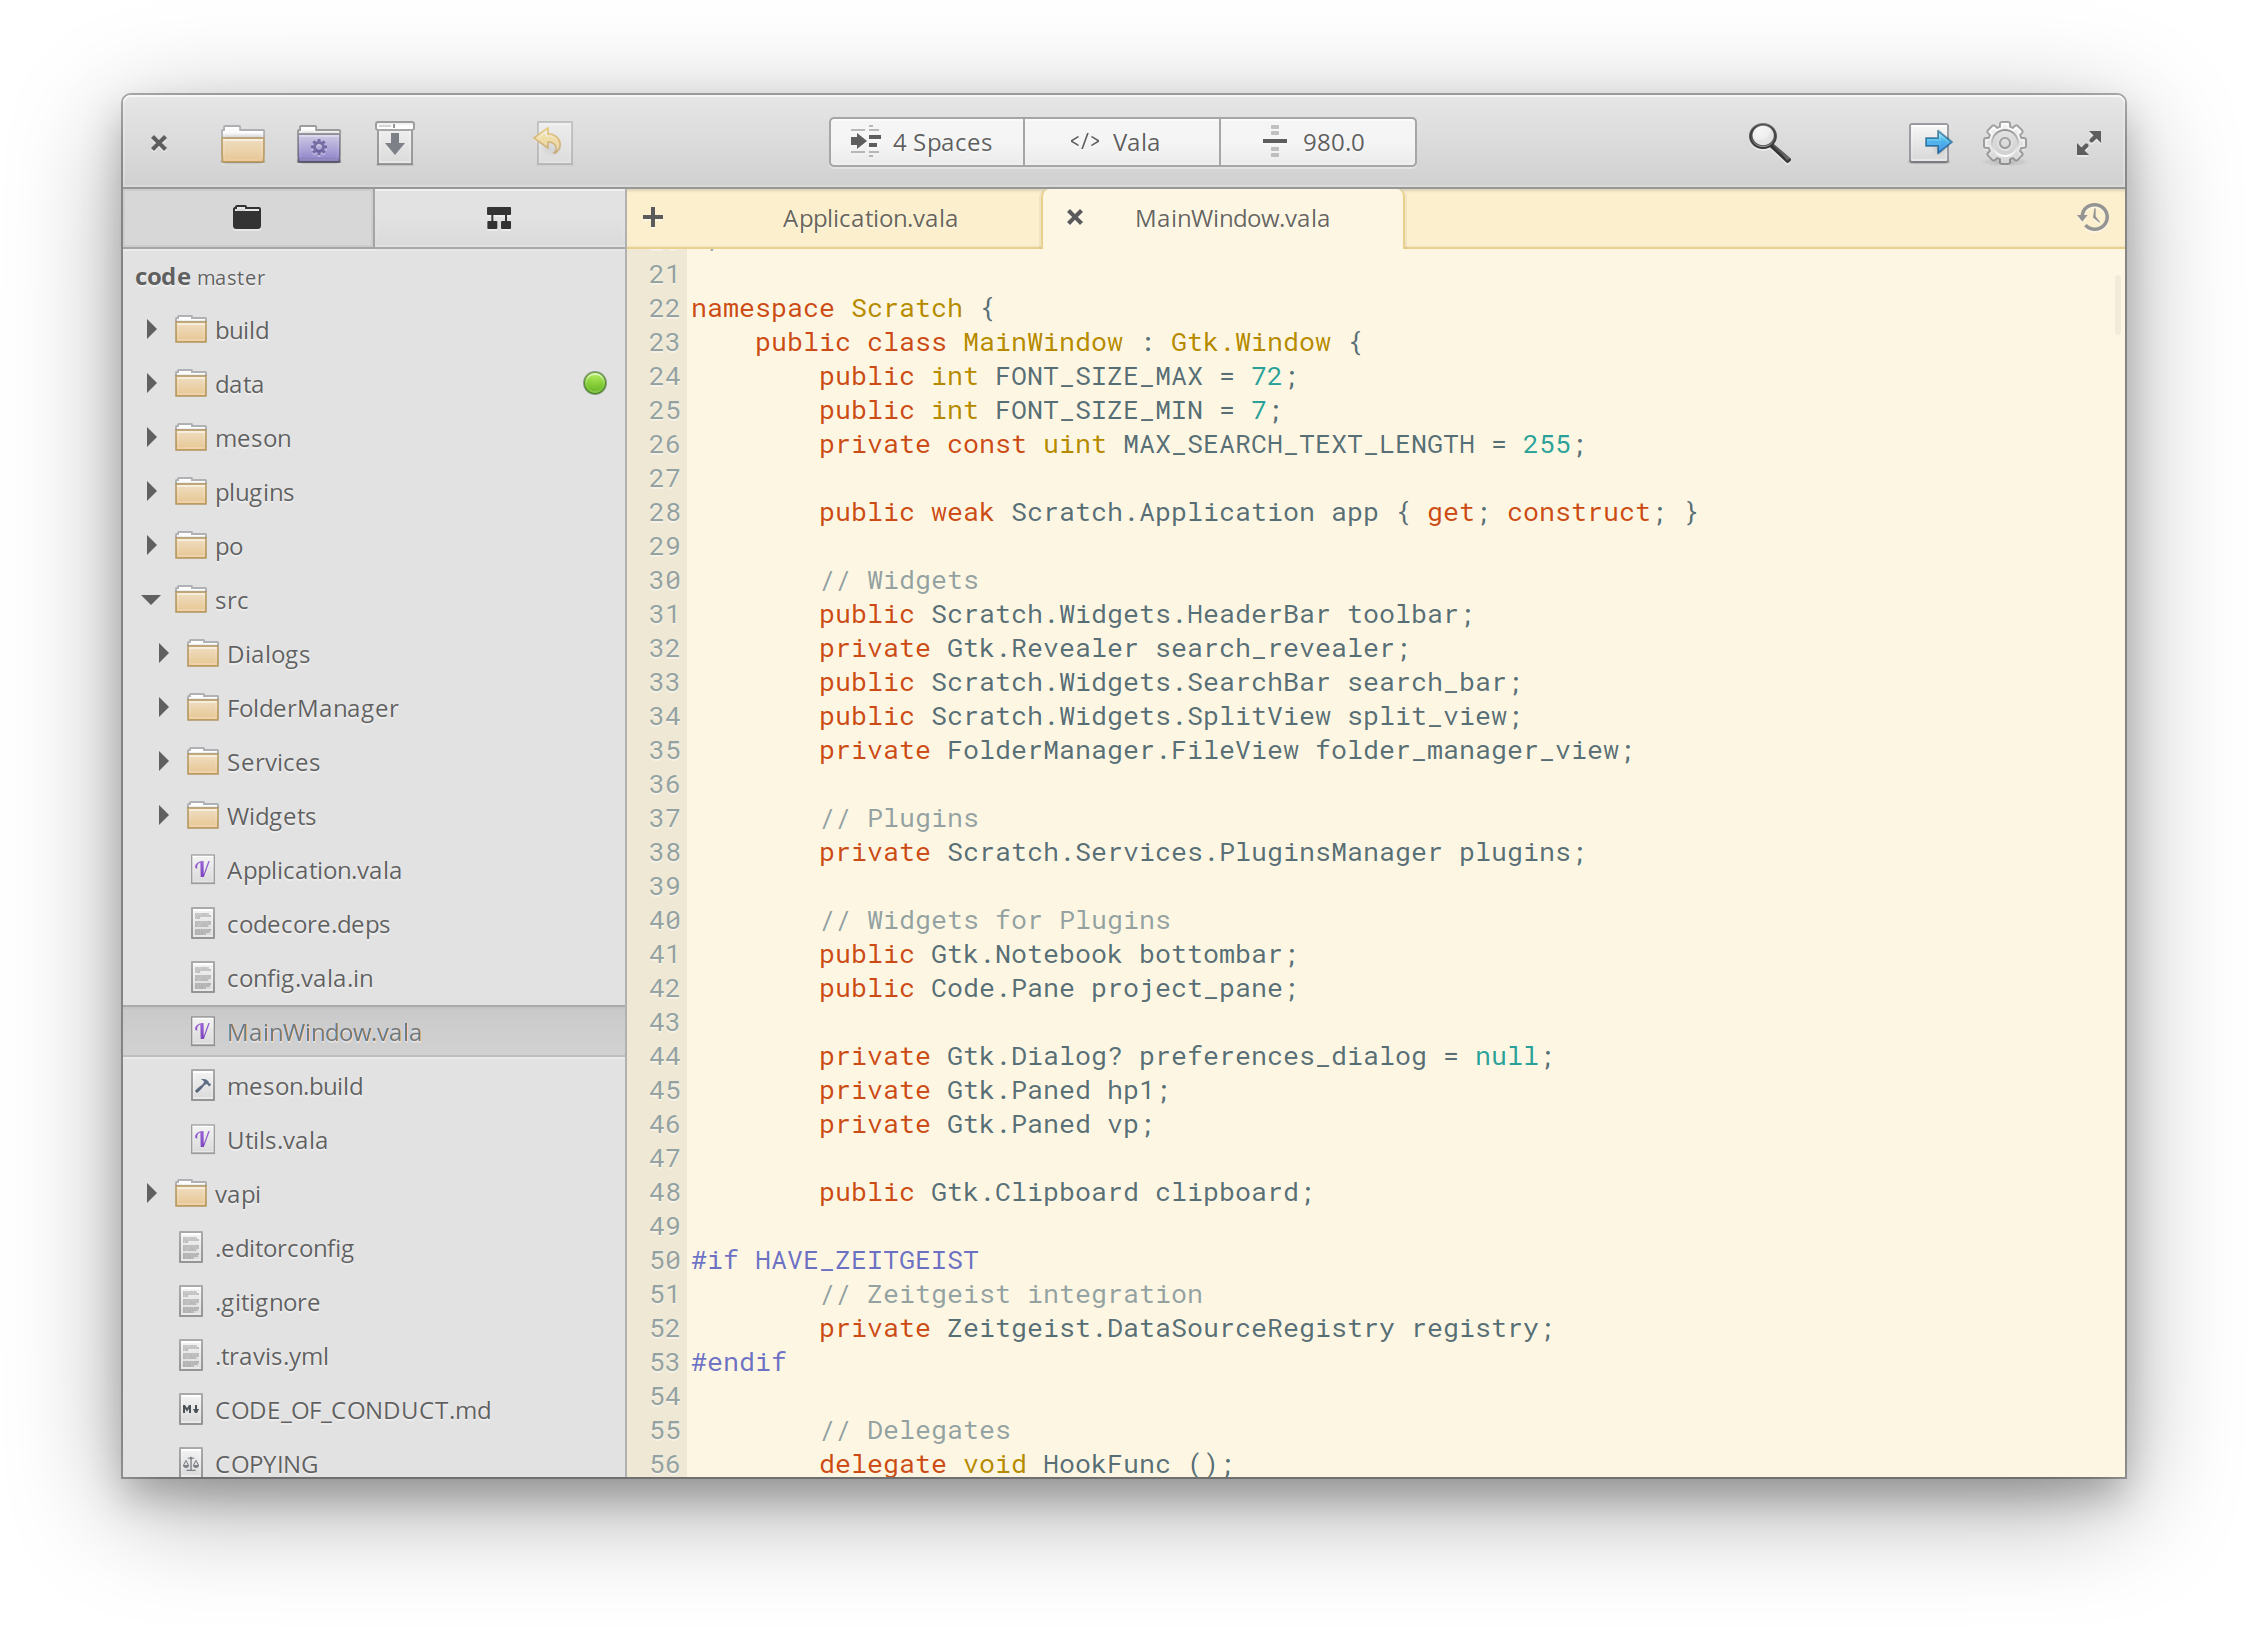 4 Spaces </> Vala 980.0
Application.vala MainWindow.vala
code master
build
data
meson
plugins
po
src
Dialogs
FolderManager
Services
Widgets
Application.vala
codecore.deps
config.vala.in
MainWindow.vala
meson.build
Utils.vala
vapi
.editorconfig
.gitignore
.travis.yml
CODE_OF_CONDUCT.md
COPYING
21
22 namespace Scratch {
23     public class MainWindow : Gtk.Window {
24         public int FONT_SIZE_MAX = 72;
25         public int FONT_SIZE_MIN = 7;
26         private const uint MAX_SEARCH_TEXT_LENGTH = 255;
27
28         public weak Scratch.Application app { get; construct; }
29
30         // Widgets
31         public Scratch.Widgets.HeaderBar toolbar;
32         private Gtk.Revealer search_revealer;
33         public Scratch.Widgets.SearchBar search_bar;
34         public Scratch.Widgets.SplitView split_view;
35         private FolderManager.FileView folder_manager_view;
36
37         // Plugins
38         private Scratch.Services.PluginsManager plugins;
39
40         // Widgets for Plugins
41         public Gtk.Notebook bottombar;
42         public Code.Pane project_pane;
43
44         private Gtk.Dialog? preferences_dialog = null;
45         private Gtk.Paned hp1;
46         private Gtk.Paned vp;
47
48         public Gtk.Clipboard clipboard;
49
50 #if HAVE_ZEITGEIST
51         // Zeitgeist integration
52         private Zeitgeist.DataSourceRegistry registry;
53 #endif
54
55         // Delegates
56         delegate void HookFunc ();